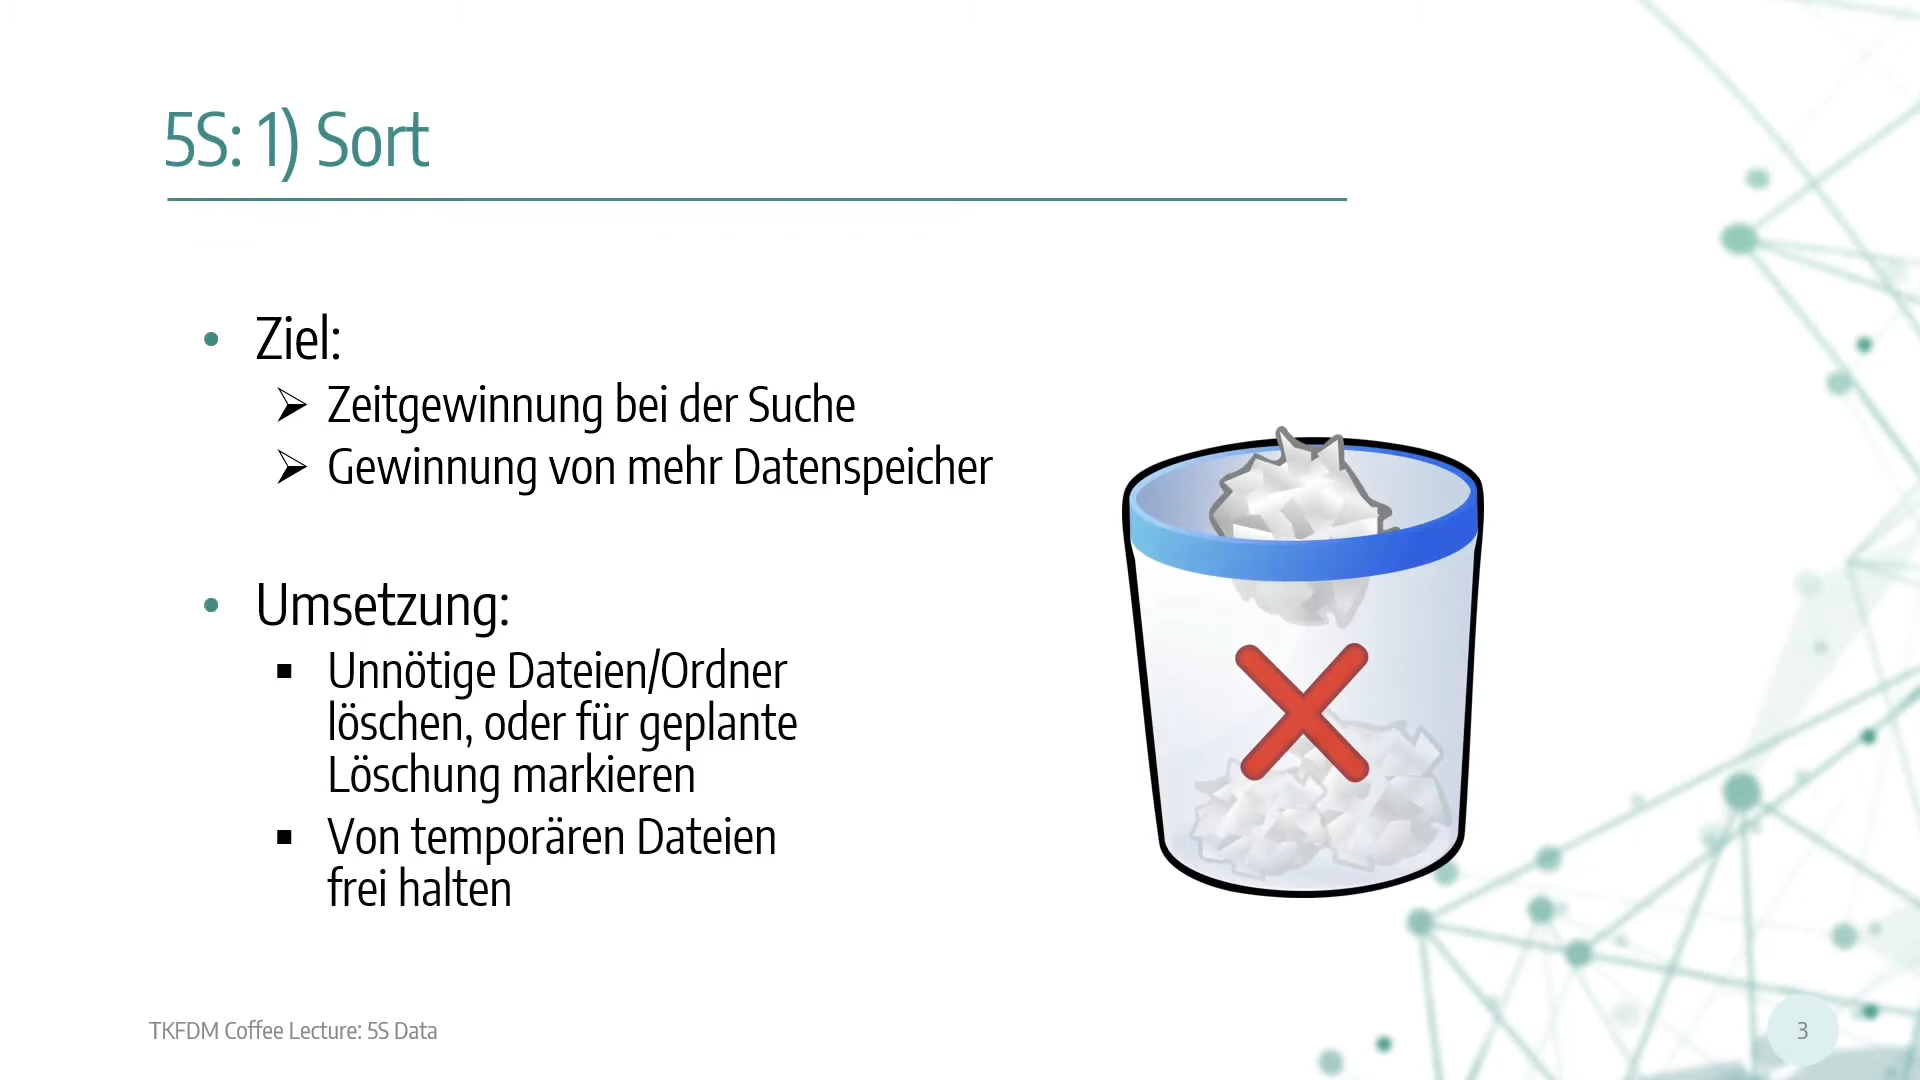 5S: 1) Sort
Ziel:
Zeitgewinnung bei der Suche
Gewinnung von mehr Datenspeicher
Umsetzung:
Unnötige Dateien/Ordner
löschen, oder für geplante
Löschung markieren
Von temporären Dateien
frei halten
TKFDM Coffee Lecture: 5S Data
3